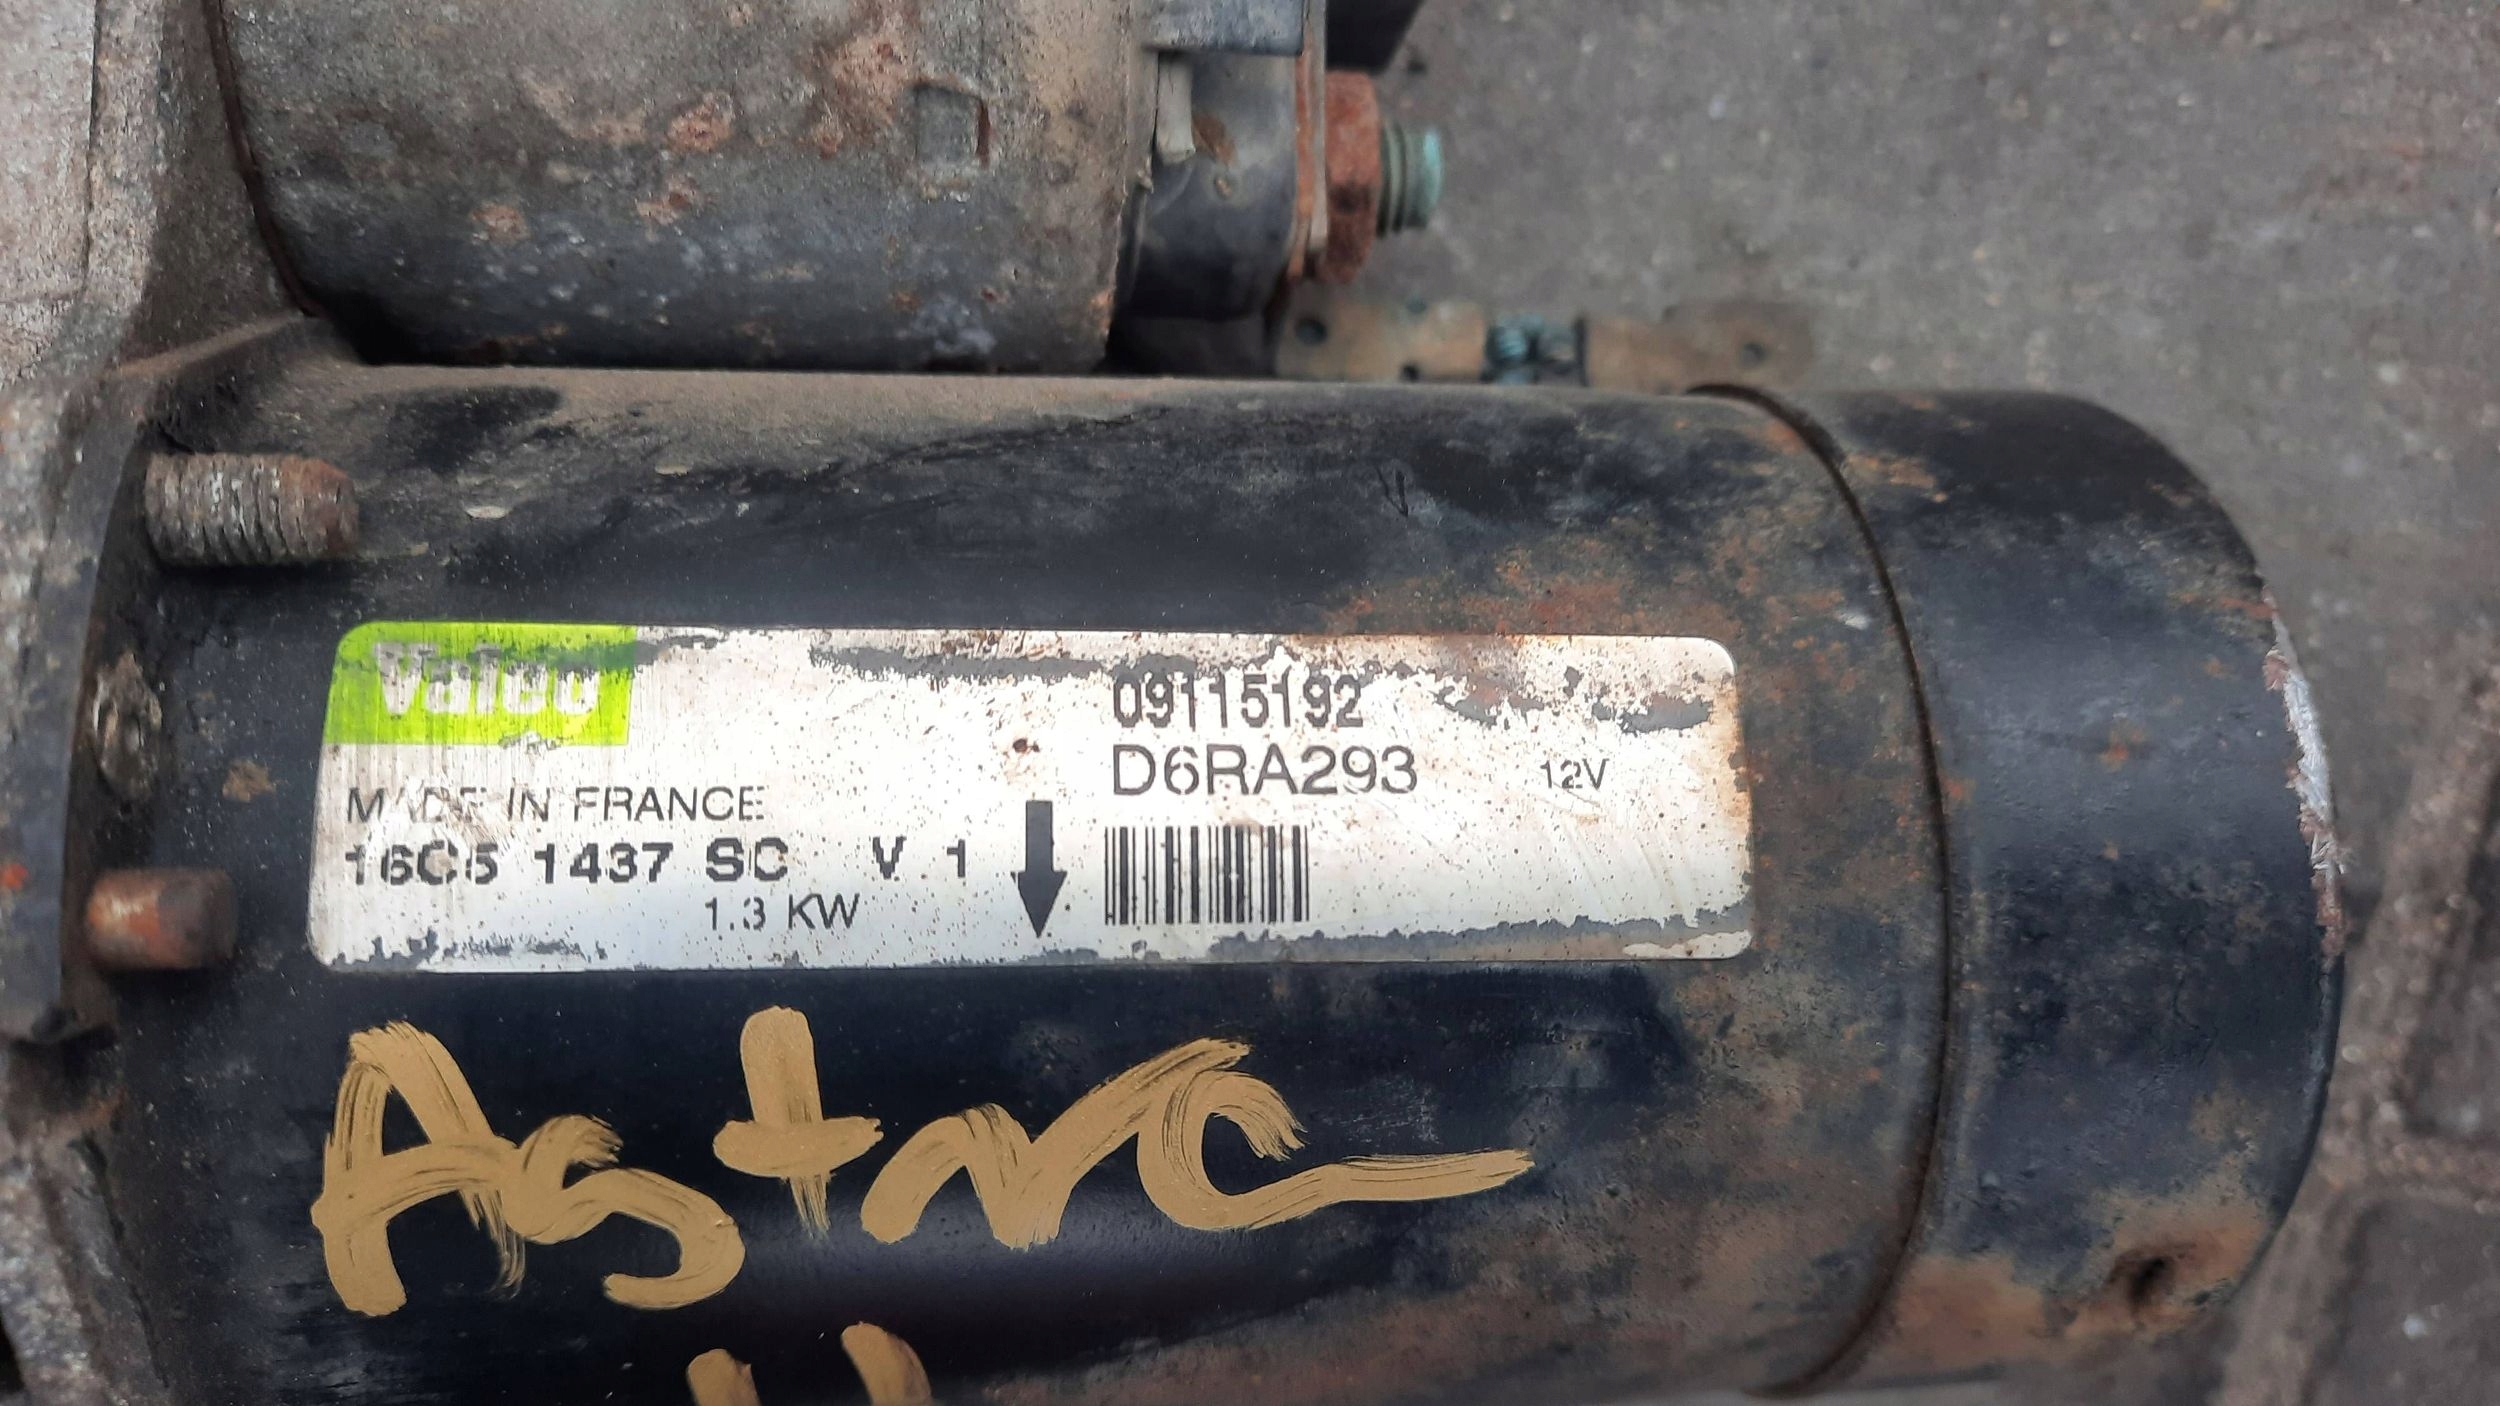 Valeo
09115192
D6RA293 12V
MADE IN FRANCE
16C5 1437 SC V 1
1.3 KW
Astra